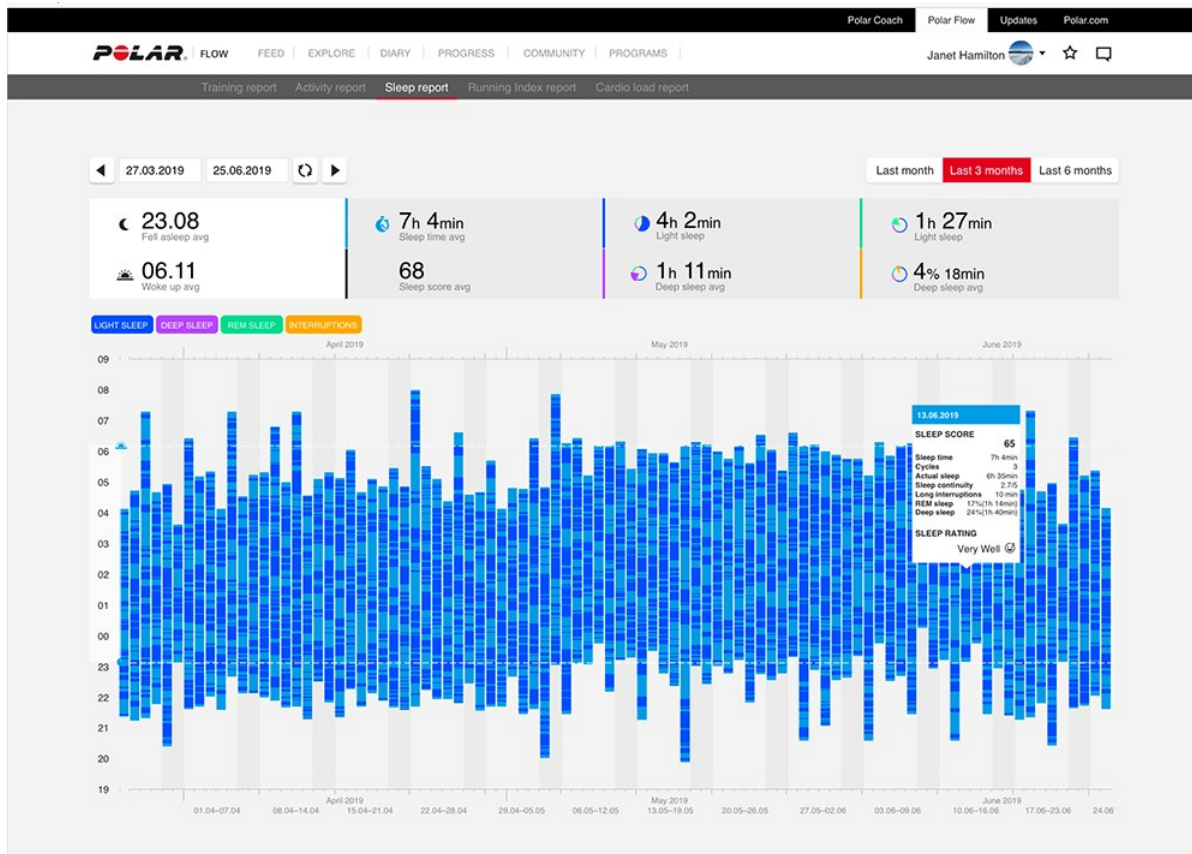 Polar Coach Polar Flow Updates Polar.com
POLAR. FLOW FEED EXPLORE DIARY PROGRESS COMMUNITY PROGRAMS Janet Hamilton
Training report Activity report Sleep report Running Index report Cardio load report
27.03.2019 25.06.2019 Last month Last 3 months Last 6 months
23.08 7h 4min 4h 2min 1h 27min
Fell asleep avg Sleep time avg Light sleep Light sleep
06.11 68 1h 11min 4% 18min
Woke up avg Sleep score avg Deep sleep avg Deep sleep avg
LIGHT SLEEP DEEP SLEEP REM SLEEP INTERRUPTIONS
April 2019 May 2019 June 2019
09
08
07
06
05
04
03
02
01
00
23
22
21
20
19
13.06.2019
SLEEP SCORE
65
Sleep time 7h 4min
Cycles 3
Actual sleep 6h 35min
Sleep continuity 2.7/5
Long interruptions 10 min
REM sleep 17%(1h 14min)
Deep sleep 24%(1h 40min)
SLEEP RATING
Very Well
April 2019 May 2019 June 2019
01.04–07.04 08.04–14.04 15.04–21.04 22.04–28.04 29.04–05.05 06.05–12.05 13.05–19.05 20.05–26.05 27.05–02.06 03.06–09.06 10.06–16.06 17.06–23.06 24.06